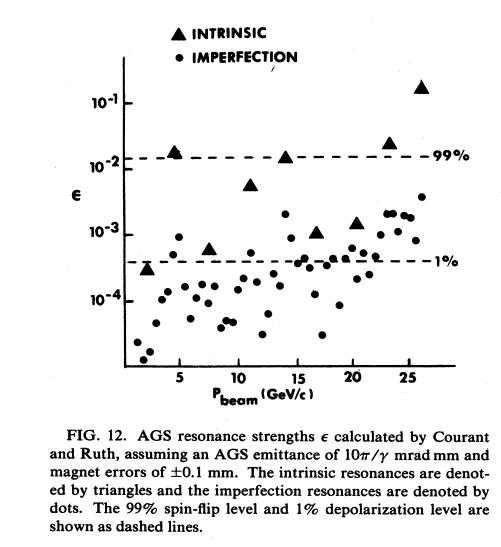 ▲ INTRINSIC
● IMPERFECTION
10⁻¹
99%
10⁻²
ϵ
10⁻³
1%
10⁻⁴
5 10 15 20 25
P_beam (GeV/c)
FIG. 12. AGS resonance strengths ϵ calculated by Courant
and Ruth, assuming an AGS emittance of 10π/γ mrad mm and
magnet errors of ±0.1 mm. The intrinsic resonances are denot-
ed by triangles and the imperfection resonances are denoted by
dots. The 99% spin-flip level and 1% depolarization level are
shown as dashed lines.